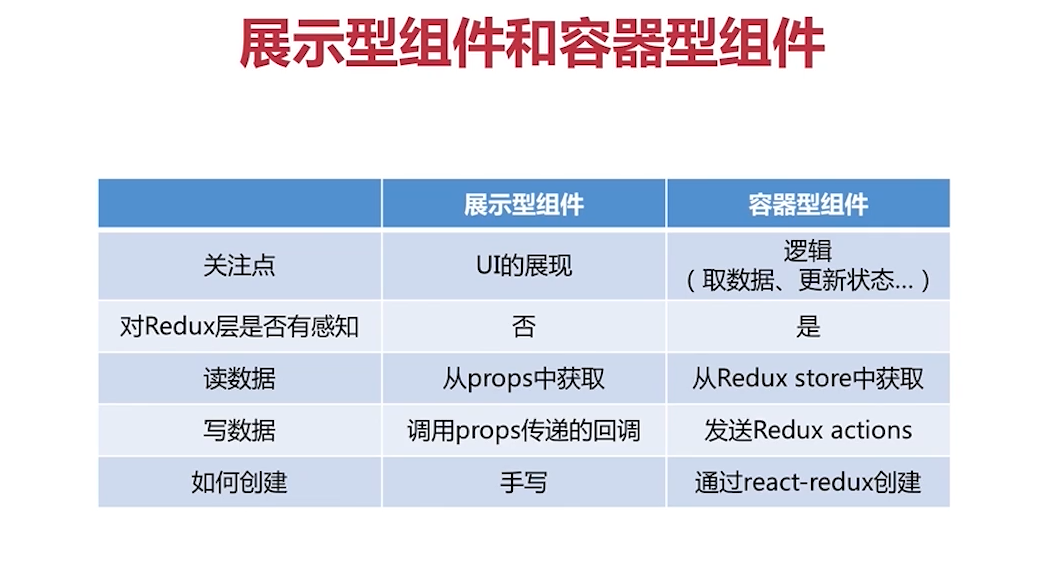 展示型组件和容器型组件
展示型组件 容器型组件
关注点 UI的展现 逻辑
（取数据、更新状态…）
对Redux层是否有感知 否 是
读数据 从props中获取 从Redux store中获取
写数据 调用props传递的回调 发送Redux actions
如何创建 手写 通过react-redux创建